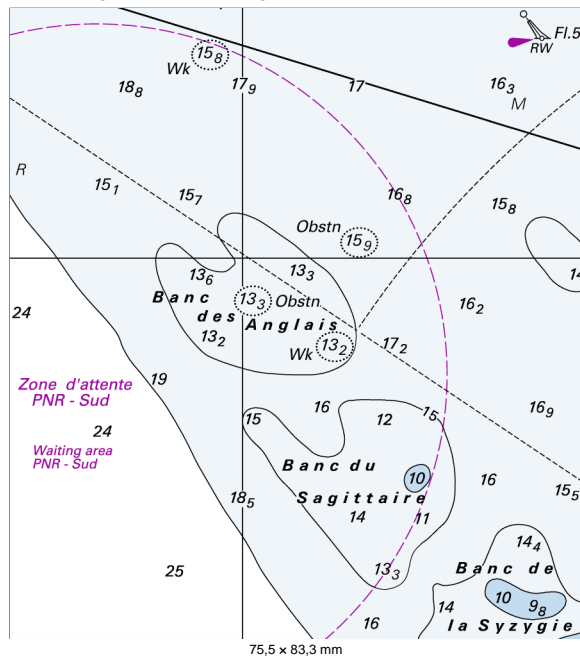 Fl.5
RW
15₈
Wk
18₈
17₉
17
16₃
M
R
15₁
15₇
16₈
15₈
Obstn
15₉
13₆
13₃
14
Banc
13₃
Obstn
des Anglais
16₂
24
13₂
Wk
13₂
17₂
Zone d'attente
PNR - Sud
19
16
12
15
16₉
15
24
Waiting area
PNR - Sud
Banc du
10
16
Sagittaire
15₅
18₅
14
11
14₄
25
13₃
Banc de
14
10
9₈
16
la Syzygie
75,5 × 83,3 mm